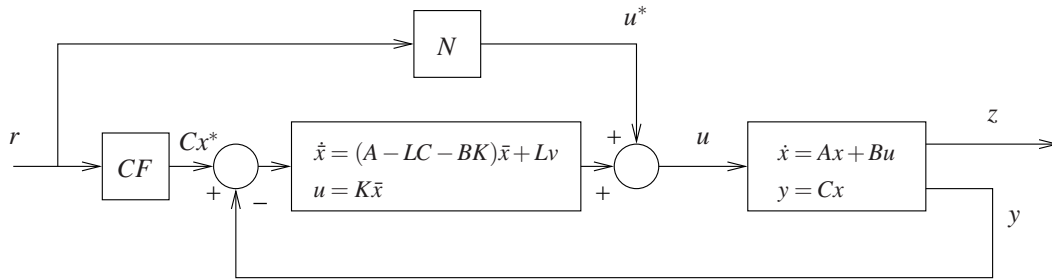 u*
N
r
Cx*
CF
+
−
ẋ̄ = (A − LC − BK)x̄ + Lv
u = Kx̄
+
+
u
ẋ = Ax + Bu
y = Cx
z
y